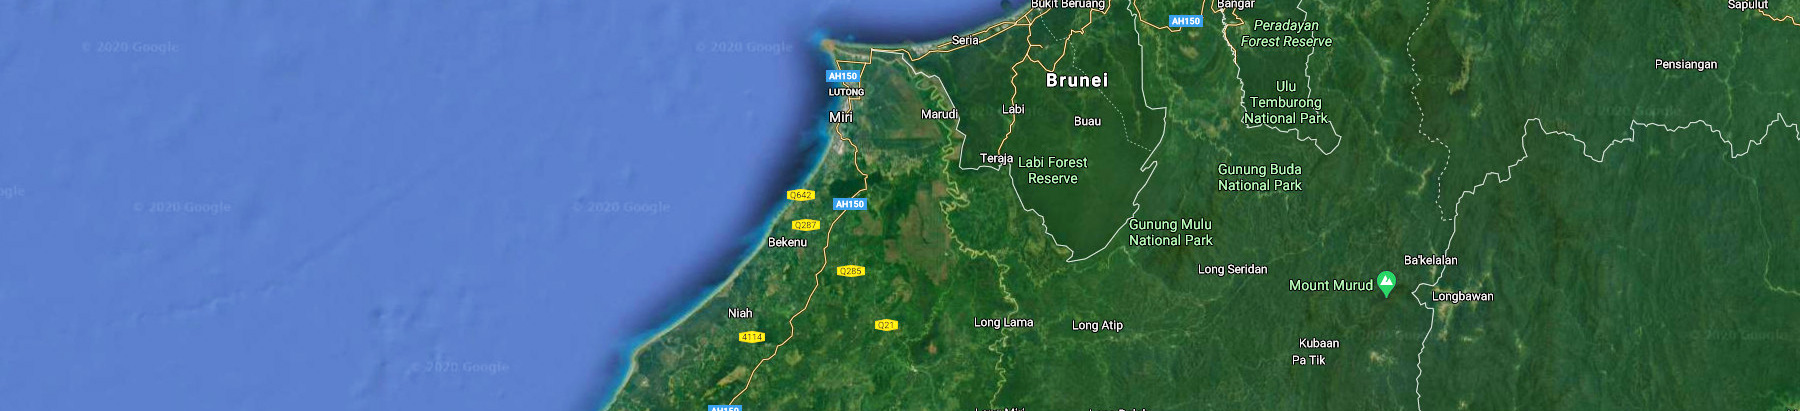 Bukit Beruang
Bangar
Sapulut
AH150
Peradayan
Forest Reserve
Seria
© 2020 Google
© 2020 Google
Pensiangan
AH150
Brunei
LUTONG
Ulu
Temburong
National Park
Miri
Marudi
Labi
Buau
Teraja
Labi Forest
Reserve
Gunung Buda
National Park
Q642
AH150
© 2020 Google
© 2020 Google
Q287
Gunung Mulu
National Park
Bekenu
Q285
Long Seridan
Ba'kelalan
Mount Murud
Longbawan
Niah
Q21
Long Lama
Long Atip
4114
Kubaan
Pa Tik
© 2020 Google
AH150